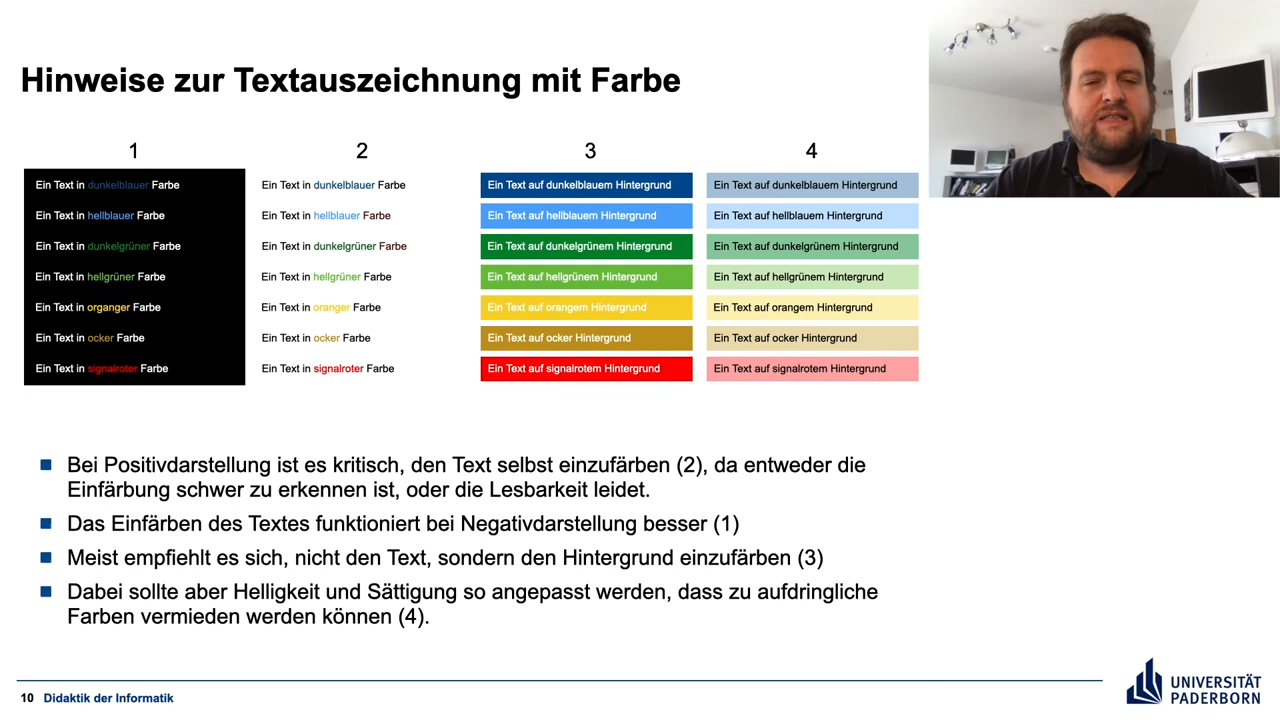 Hinweise zur Textauszeichnung mit Farbe
1
Ein Text in dunkelblauer Farbe
Ein Text in hellblauer Farbe
Ein Text in dunkelgrüner Farbe
Ein Text in hellgrüner Farbe
Ein Text in organger Farbe
Ein Text in ocker Farbe
Ein Text in signalroter Farbe
2
Ein Text in dunkelblauer Farbe
Ein Text in hellblauer Farbe
Ein Text in dunkelgrüner Farbe
Ein Text in hellgrüner Farbe
Ein Text in oranger Farbe
Ein Text in ocker Farbe
Ein Text in signalroter Farbe
3
Ein Text auf dunkelblauem Hintergrund
Ein Text auf hellblauem Hintergrund
Ein Text auf dunkelgrünem Hintergrund
Ein Text auf hellgrünem Hintergrund
Ein Text auf orangem Hintergrund
Ein Text auf ocker Hintergrund
Ein Text auf signalrotem Hintergrund
4
Ein Text auf dunkelblauem Hintergrund
Ein Text auf hellblauem Hintergrund
Ein Text auf dunkelgrünem Hintergrund
Ein Text auf hellgrünem Hintergrund
Ein Text auf orangem Hintergrund
Ein Text auf ocker Hintergrund
Ein Text auf signalrotem Hintergrund
Bei Positivdarstellung ist es kritisch, den Text selbst einzufärben (2), da entweder die
Einfärbung schwer zu erkennen ist, oder die Lesbarkeit leidet.
Das Einfärben des Textes funktioniert bei Negativdarstellung besser (1)
Meist empfiehlt es sich, nicht den Text, sondern den Hintergrund einzufärben (3)
Dabei sollte aber Helligkeit und Sättigung so angepasst werden, dass zu aufdringliche
Farben vermieden werden können (4).
10 Didaktik der Informatik
UNIVERSITÄT
PADERBORN